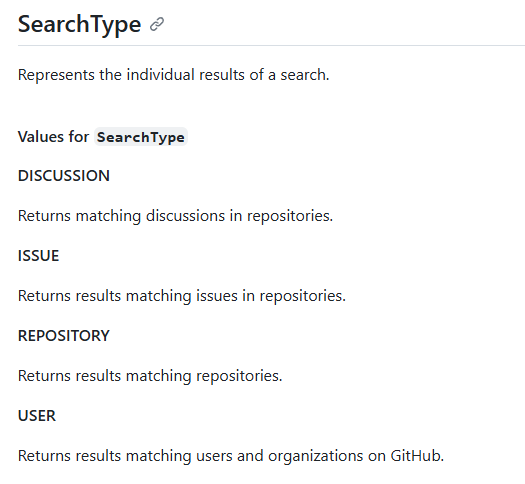 SearchType
Represents the individual results of a search.
Values for SearchType
DISCUSSION
Returns matching discussions in repositories.
ISSUE
Returns results matching issues in repositories.
REPOSITORY
Returns results matching repositories.
USER
Returns results matching users and organizations on GitHub.